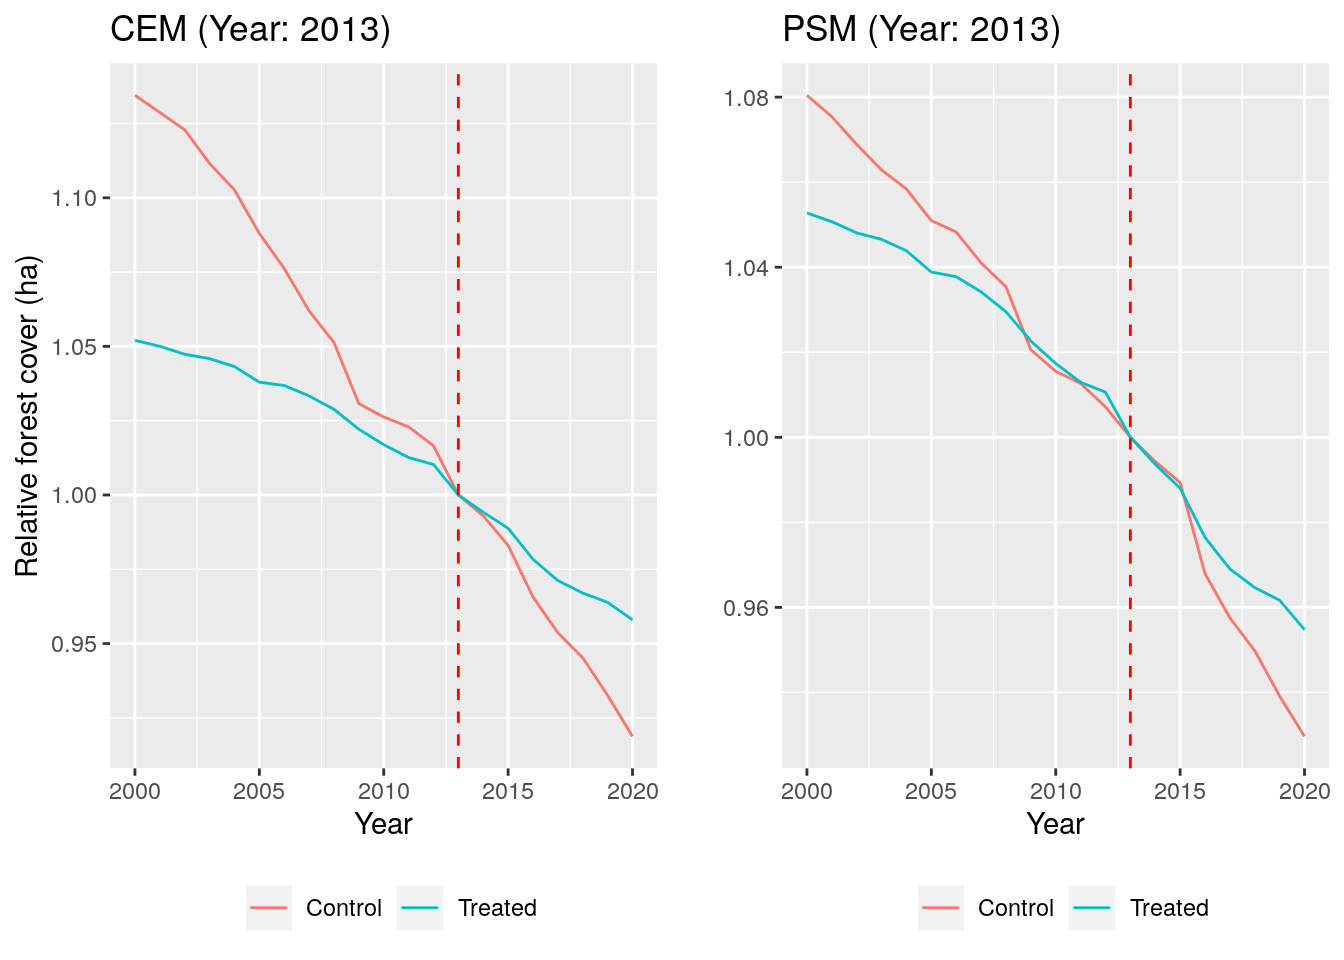 CEM (Year: 2013)
Relative forest cover (ha)
1.10
1.05
1.00
0.95
2000 2005 2010 2015 2020
Year
Control Treated
PSM (Year: 2013)
1.08
1.04
1.00
0.96
2000 2005 2010 2015 2020
Year
Control Treated